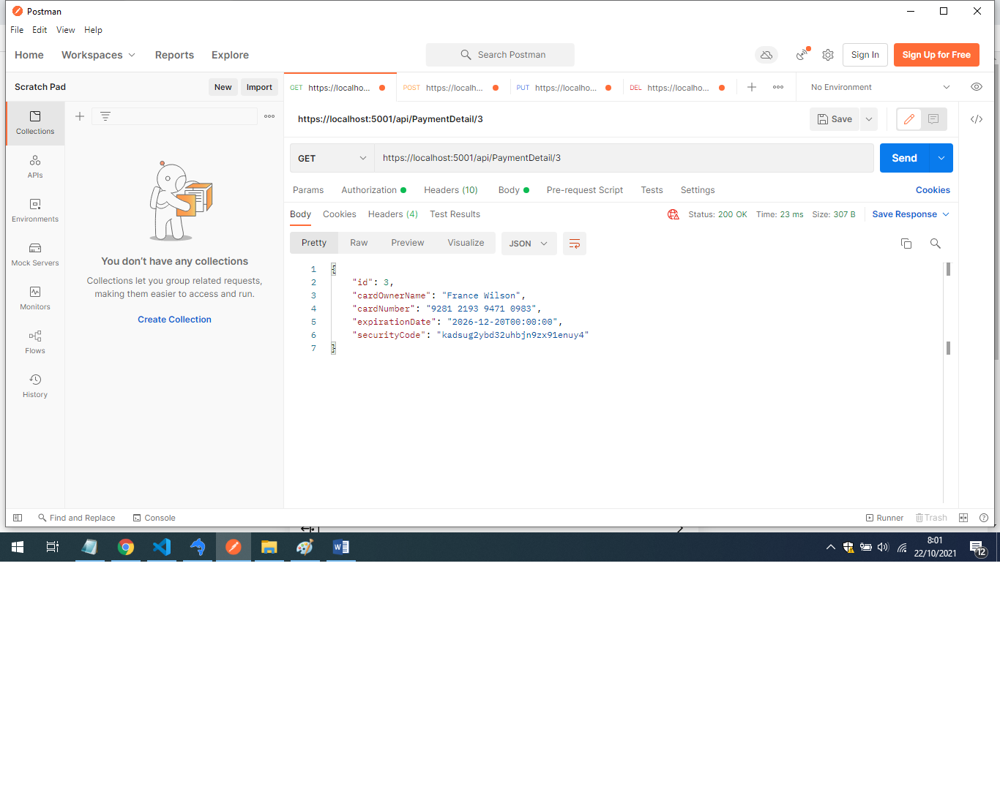 Postman
File Edit View Help
Home Workspaces Reports Explore Search Postman Sign In Sign Up for Free
Scratch Pad New Import GET https://localho... POST https://localh... PUT https://localho... DEL https://localho... No Environment
https://localhost:5001/api/PaymentDetail/3 Save
Collections
GET https://localhost:5001/api/PaymentDetail/3 Send
APIs
Params Authorization Headers (10) Body Pre-request Script Tests Settings Cookies
Environments
Body Cookies Headers (4) Test Results Status: 200 OK Time: 23 ms Size: 307 B Save Response
Pretty Raw Preview Visualize JSON
Mock Servers
You don't have any collections
Collections let you group related requests,
making them easier to access and run.
Create Collection
Monitors
Flows
History
1 {
2 "id": 3,
3 "cardOwnerName": "France Wilson",
4 "cardNumber": "9281 2193 9471 0983",
5 "expirationDate": "2026-12-20T00:00:00",
6 "securityCode": "kadsug2ybd32uhbjn9zx91enuy4"
7 }
Find and Replace Console Runner Trash
8:01
22/10/2021
12